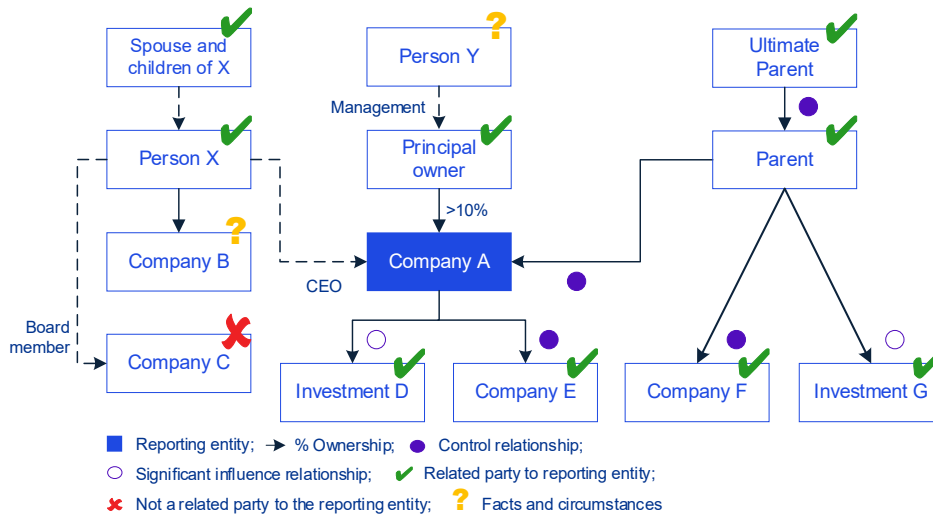 Spouse and
children of X
Person Y
Ultimate
Parent
Management
Person X
Principal
owner
Parent
>10%
Company B
Company A
CEO
Board
member
Company C
Investment D
Company E
Company F
Investment G
Reporting entity; % Ownership; Control relationship;
Significant influence relationship; Related party to reporting entity;
Not a related party to the reporting entity; Facts and circumstances